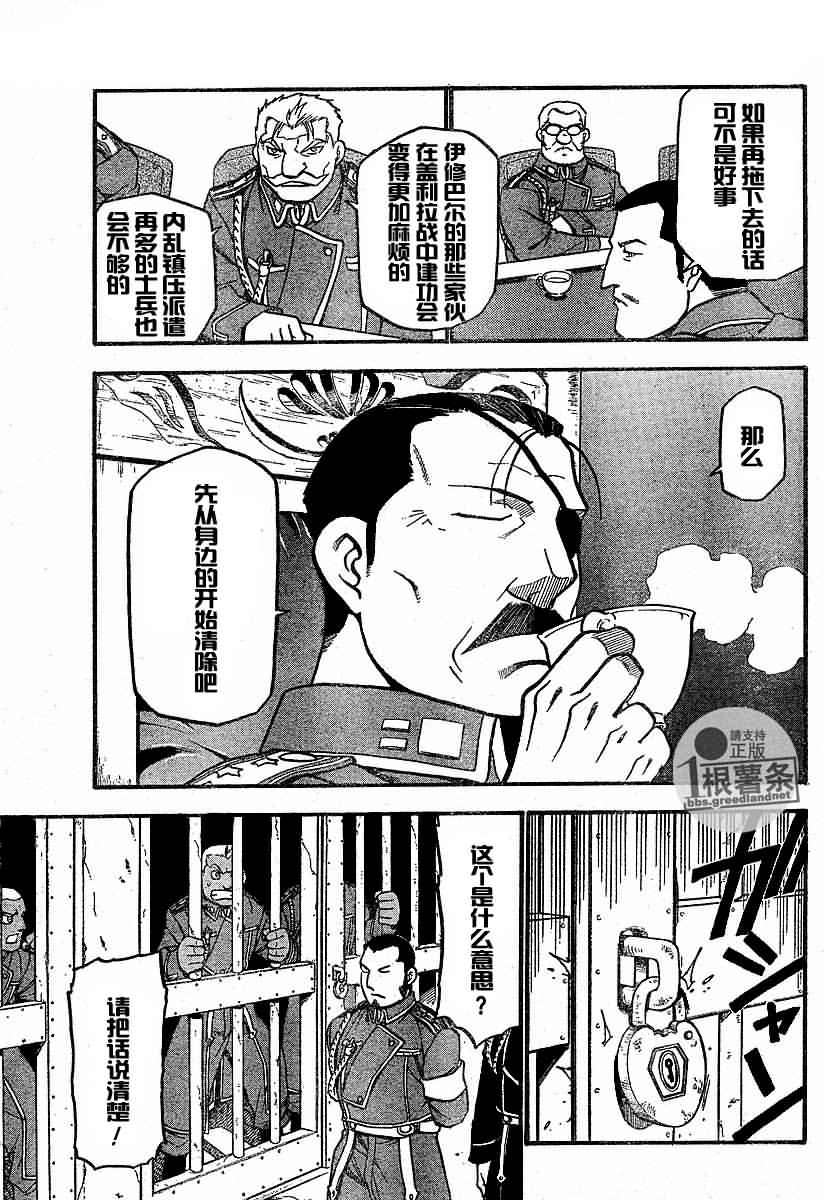 如果再拖下去的话
可不是好事
伊修巴尔的那些家伙
在盖利拉战中建功会
变得更加麻烦的
内乱镇压派遣
再多的士兵也
会不够的
那么
先从身边的开始清除吧
請支持
正版
1根薯条
bbs.greedland.net
ガシャン
这个是什么意思？
请把话说清楚！